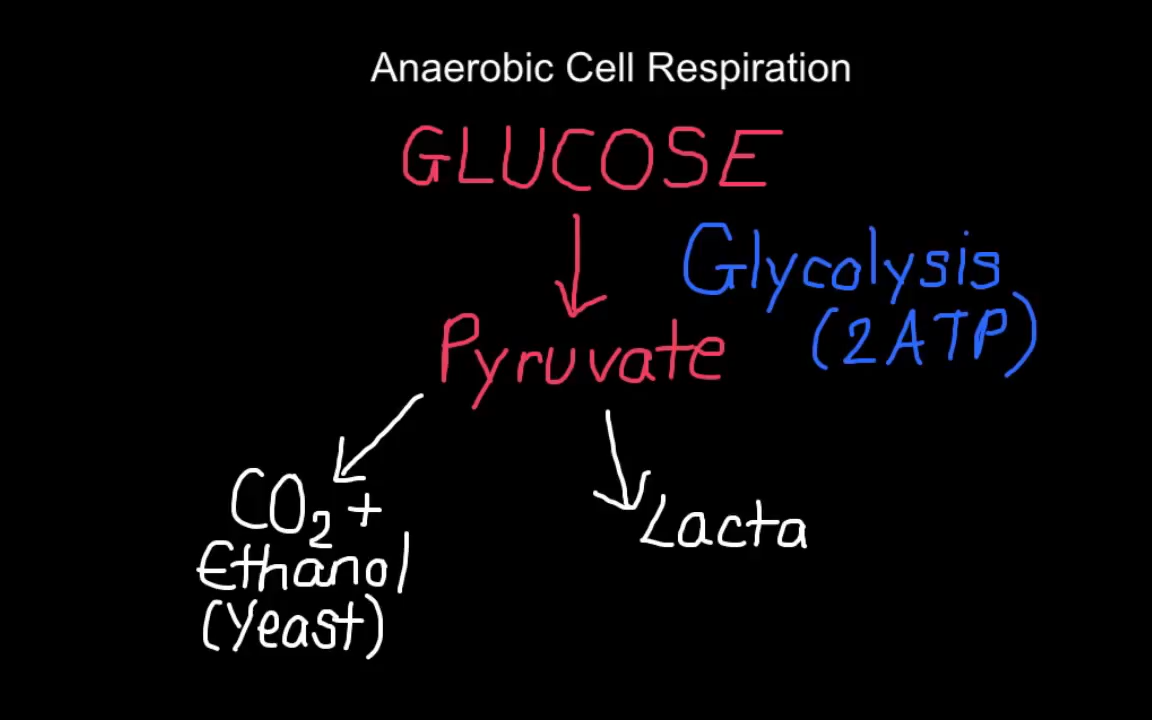 Anaerobic Cell Respiration
GLUCOSE
Glycolysis
(2ATP)
Pyruvate
CO₂ +
Ethanol
(Yeast)
Lacta